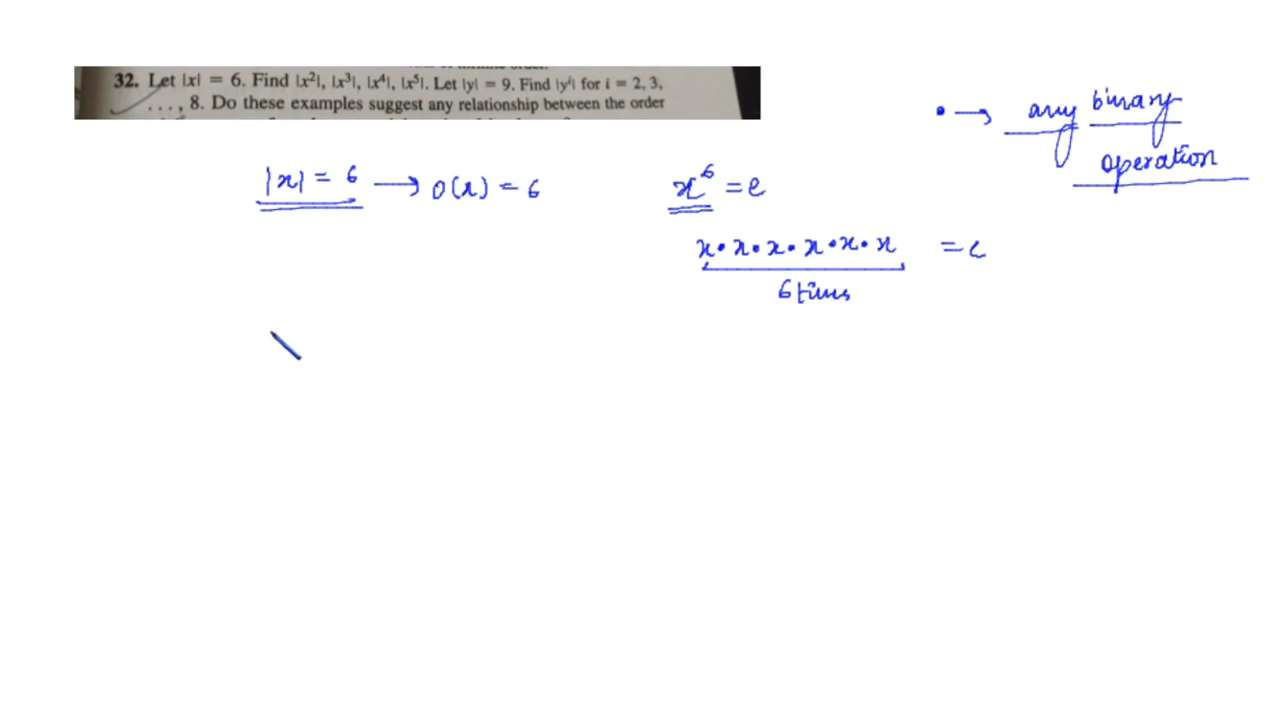 32. Let |x| = 6. Find |x²|, |x³|, |x⁴|, |x⁵|. Let |y| = 9. Find |yⁱ| for i = 2, 3,
. . . , 8. Do these examples suggest any relationship between the order
• → any binary
operation
|x| = 6 → O(x) = 6
x⁶ = e
x • x • x • x • x • x = e
6 times